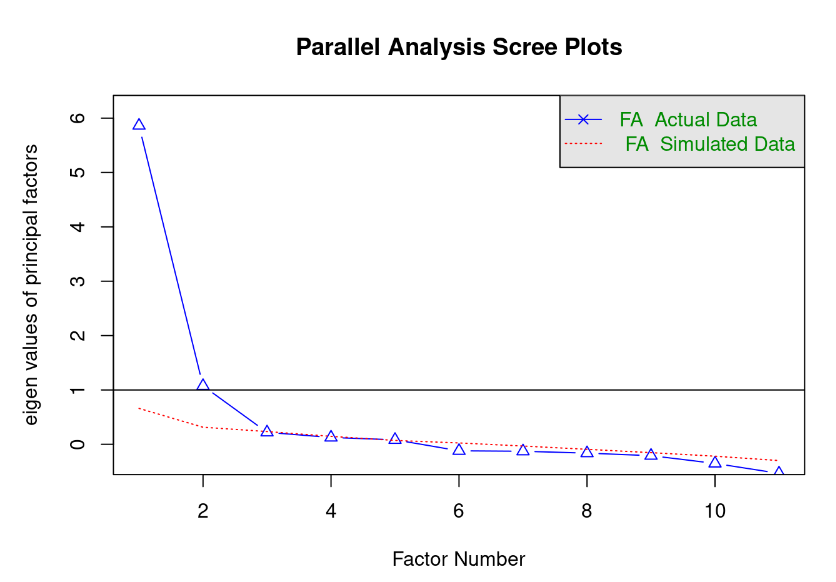 Parallel Analysis Scree Plots
FA  Actual Data
FA  Simulated Data
eigen values of principal factors
6
5
4
3
2
1
0
2
4
6
8
10
Factor Number